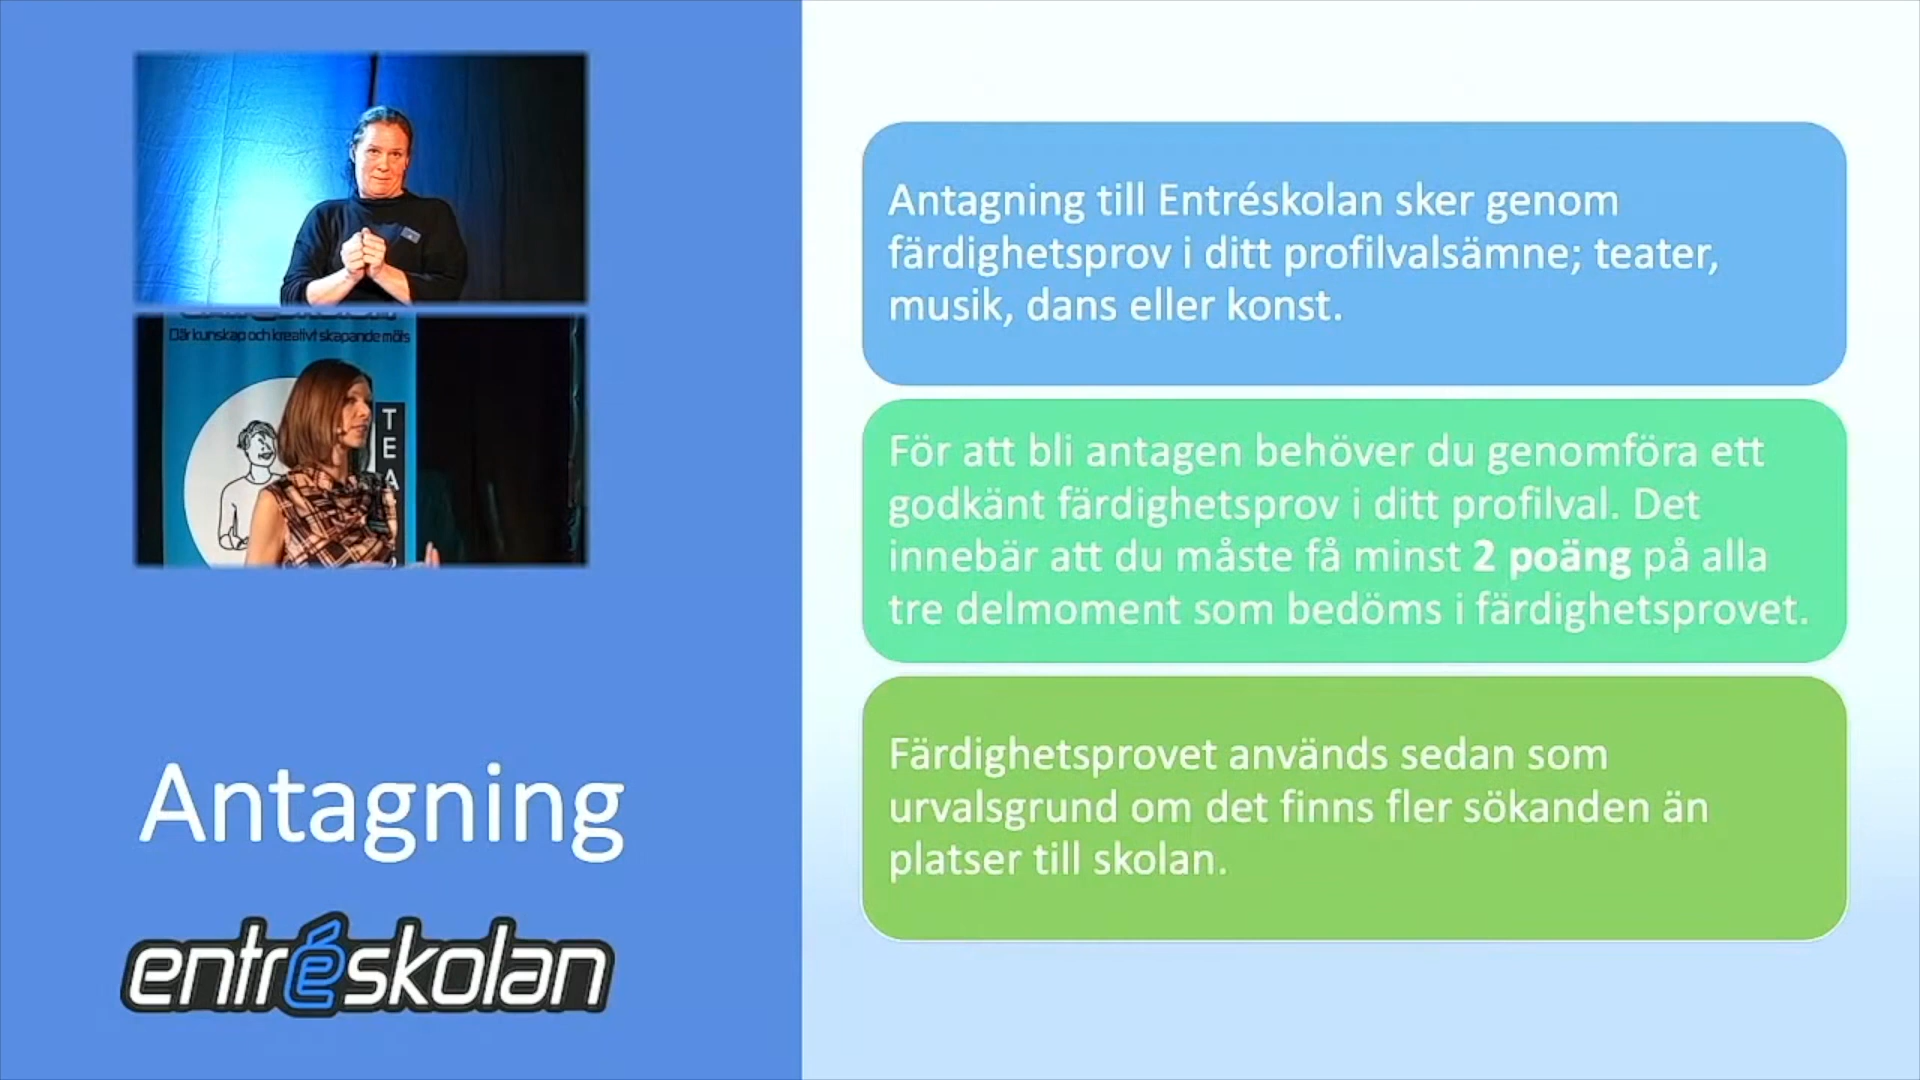 Där kunskap och kreativt skapande möts
T
E
A
Antagning
entréskolan
Antagning till Entréskolan sker genom
färdighetsprov i ditt profilvalsämne; teater,
musik, dans eller konst.
För att bli antagen behöver du genomföra ett
godkänt färdighetsprov i ditt profilval. Det
innebär att du måste få minst 2 poäng på alla
tre delmoment som bedöms i färdighetsprovet.
Färdighetsprovet används sedan som
urvalsgrund om det finns fler sökanden än
platser till skolan.